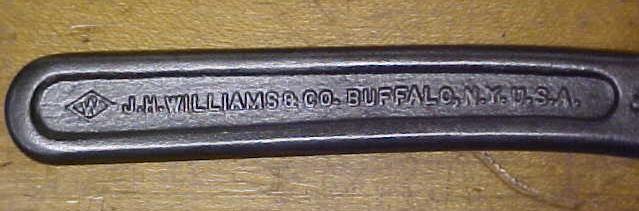 W J.H.WILLIAMS & CO. BUFFALO, N.Y. U.S.A.